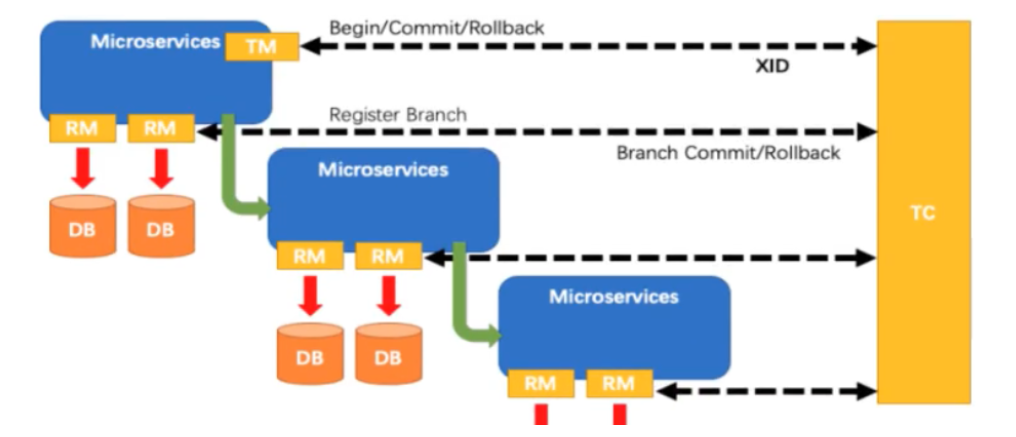 Begin/Commit/Rollback
Microservices
TM
XID
Register Branch
RM
RM
Branch Commit/Rollback
Microservices
TC
DB
DB
RM
RM
Microservices
DB
DB
RM
RM